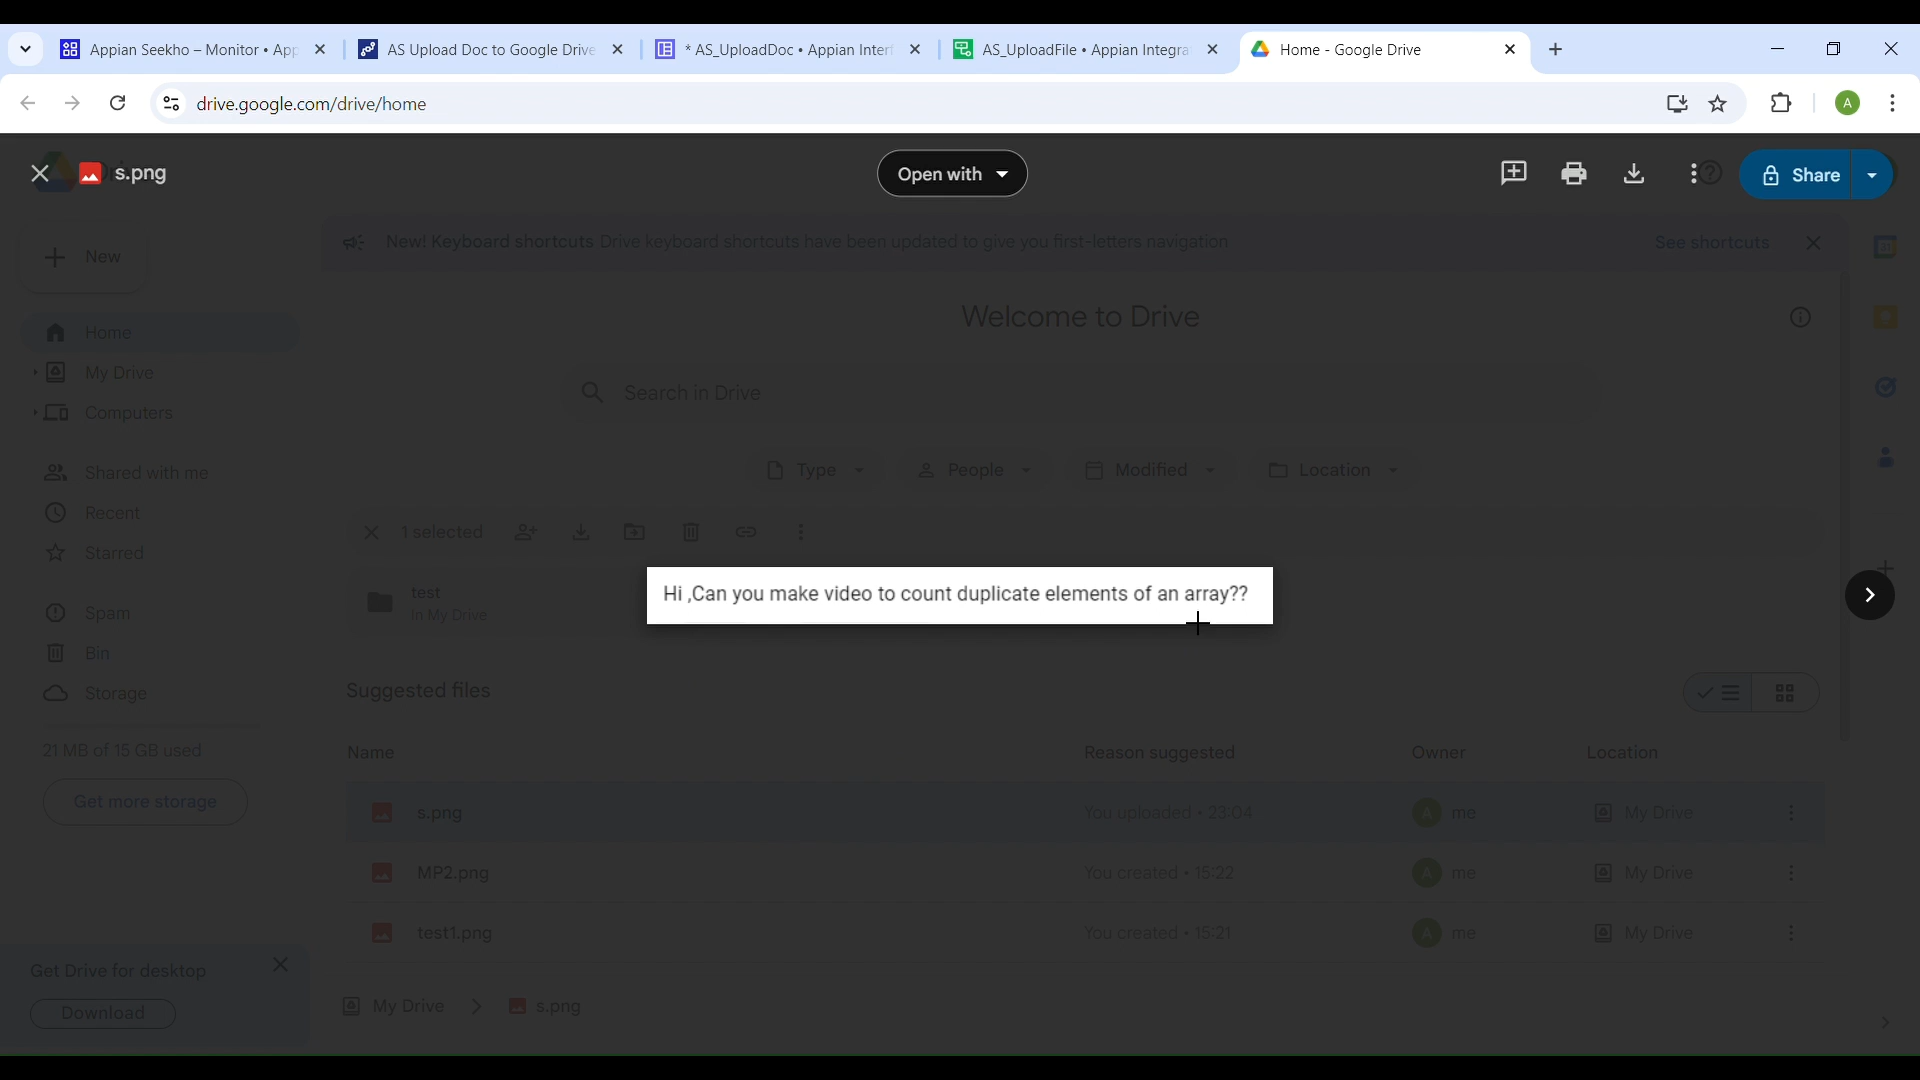 Appian Seekho – Monitor • App
AS Upload Doc to Google Drive
* AS_UploadDoc • Appian Interf
AS_UploadFile • Appian Integra
Home - Google Drive
drive.google.com/drive/home
A
s.png
Open with
Share
New
New! Keyboard shortcuts Drive keyboard shortcuts have been updated to give you first-letters navigation
See shortcuts
Welcome to Drive
Home
My Drive
Computers
Search in Drive
Shared with me
Recent
Starred
Type
People
Modified
Location
1 selected
test
In My Drive
Hi ,Can you make video to count duplicate elements of an array??
Spam
Bin
Storage
21 MB of 15 GB used
Get more storage
Suggested files
Name
Reason suggested
Owner
Location
s.png
You uploaded • 23:04
A
me
My Drive
MP2.png
You created • 15:22
A
me
My Drive
test1.png
You created • 15:21
A
me
My Drive
Get Drive for desktop
Download
My Drive
s.png